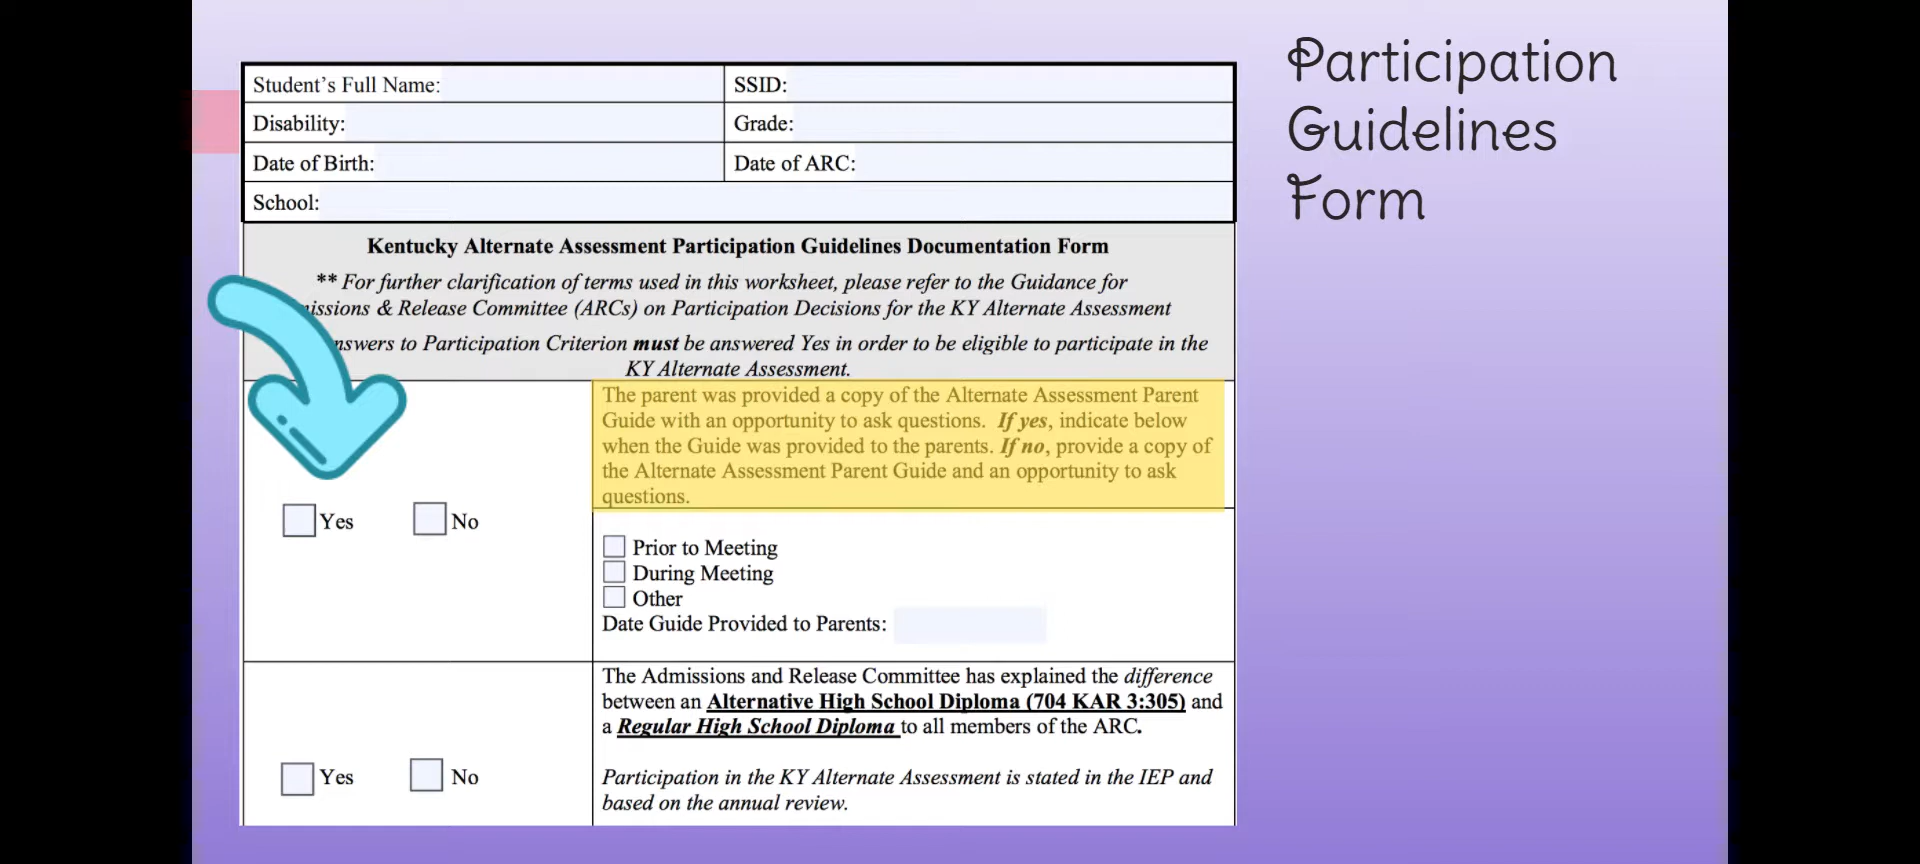 Participation
Guidelines
Form
Student's Full Name:
SSID:
Disability:
Grade:
Date of Birth:
Date of ARC:
School:
Kentucky Alternate Assessment Participation Guidelines Documentation Form
** For further clarification of terms used in this worksheet, please refer to the Guidance for
& Release Committee (ARCs) on Participation Decisions for the KY Alternate Assessment
to Participation Criterion must be answered Yes in order to be eligible to participate in the
KY Alternate Assessment.
The parent was provided a copy of the Alternate Assessment Parent
Guide with an opportunity to ask questions. If yes, indicate below
when the Guide was provided to the parents. If no, provide a copy of
the Alternate Assessment Parent Guide and an opportunity to ask
questions.
Yes No
Prior to Meeting
During Meeting
Other
Date Guide Provided to Parents:
The Admissions and Release Committee has explained the difference
between an Alternative High School Diploma (704 KAR 3:305) and
a Regular High School Diploma to all members of the ARC.
Yes No
Participation in the KY Alternate Assessment is stated in the IEP and
based on the annual review.